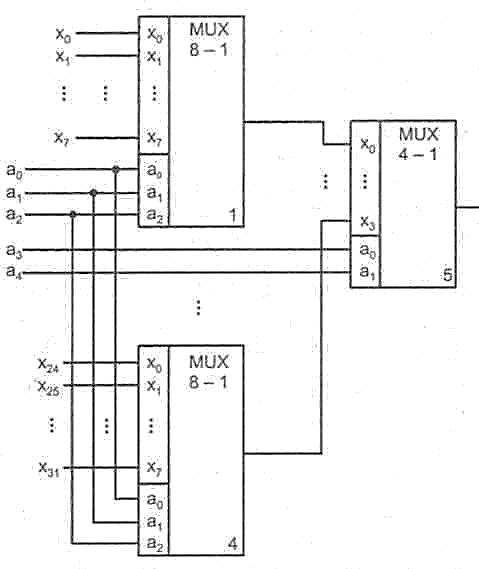 x₀ x₀ MUX
x₁ x₁ 8 – 1
⋮ ⋮ ⋮
x₇ x₇
a₀ a₀
a₁ a₁
a₂ a₂ 1
x₀ MUX
4 – 1
⋮ ⋮
x₃
a₃ a₀
a₄ a₁ 5
⋮
x₂₄ x₀ MUX
x₂₅ x₁ 8 – 1
⋮ ⋮ ⋮
x₃₁ x₇
a₀
a₁
a₂ 4